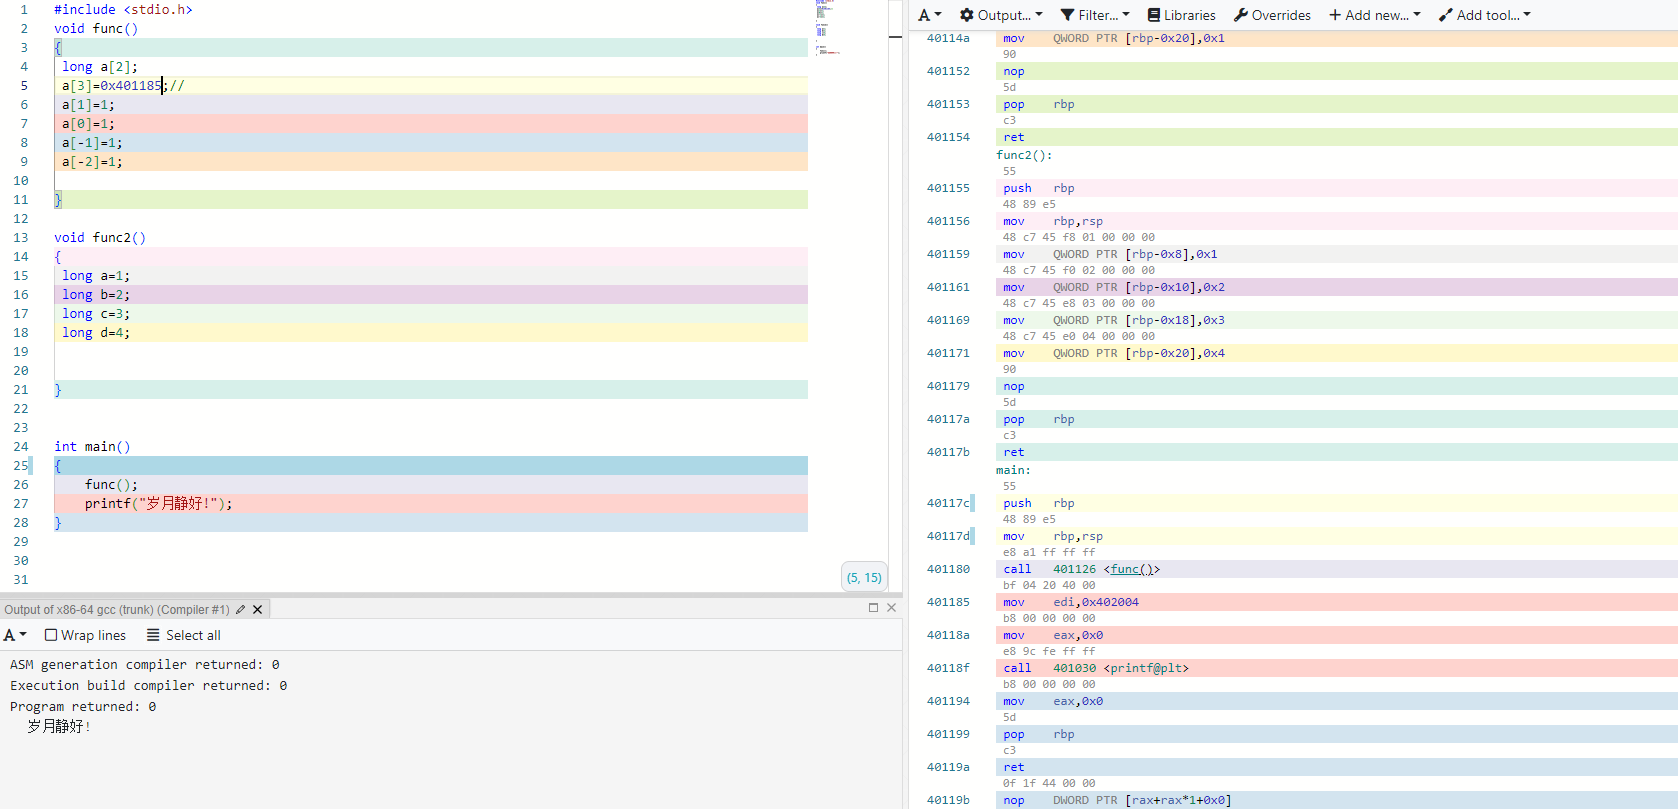 1 #include <stdio.h>
2 void func()
3 {
4 long a[2];
5 a[3]=0x401185;//
6 a[1]=1;
7 a[0]=1;
8 a[-1]=1;
9 a[-2]=1;
10
11 }
12
13 void func2()
14 {
15 long a=1;
16 long b=2;
17 long c=3;
18 long d=4;
19
20
21 }
22
23
24 int main()
25 {
26 func();
27 printf("岁月静好!");
28 }
29
30
31
(5, 15)
Output of x86-64 gcc (trunk) (Compiler #1)
A Wrap lines Select all
ASM generation compiler returned: 0
Execution build compiler returned: 0
Program returned: 0
岁月静好!
A Output... Filter... Libraries Overrides + Add new... Add tool...
40114a mov QWORD PTR [rbp-0x20],0x1
90
401152 nop
5d
401153 pop rbp
c3
401154 ret
func2():
55
401155 push rbp
48 89 e5
401156 mov rbp,rsp
48 c7 45 f8 01 00 00 00
401159 mov QWORD PTR [rbp-0x8],0x1
48 c7 45 f0 02 00 00 00
401161 mov QWORD PTR [rbp-0x10],0x2
48 c7 45 e8 03 00 00 00
401169 mov QWORD PTR [rbp-0x18],0x3
48 c7 45 e0 04 00 00 00
401171 mov QWORD PTR [rbp-0x20],0x4
90
401179 nop
5d
40117a pop rbp
c3
40117b ret
main:
55
40117c push rbp
48 89 e5
40117d mov rbp,rsp
e8 a1 ff ff ff
401180 call 401126 <func()>
bf 04 20 40 00
401185 mov edi,0x402004
b8 00 00 00 00
40118a mov eax,0x0
e8 9c fe ff ff
40118f call 401030 <printf@plt>
b8 00 00 00 00
401194 mov eax,0x0
5d
401199 pop rbp
c3
40119a ret
0f 1f 44 00 00
40119b nop DWORD PTR [rax+rax*1+0x0]